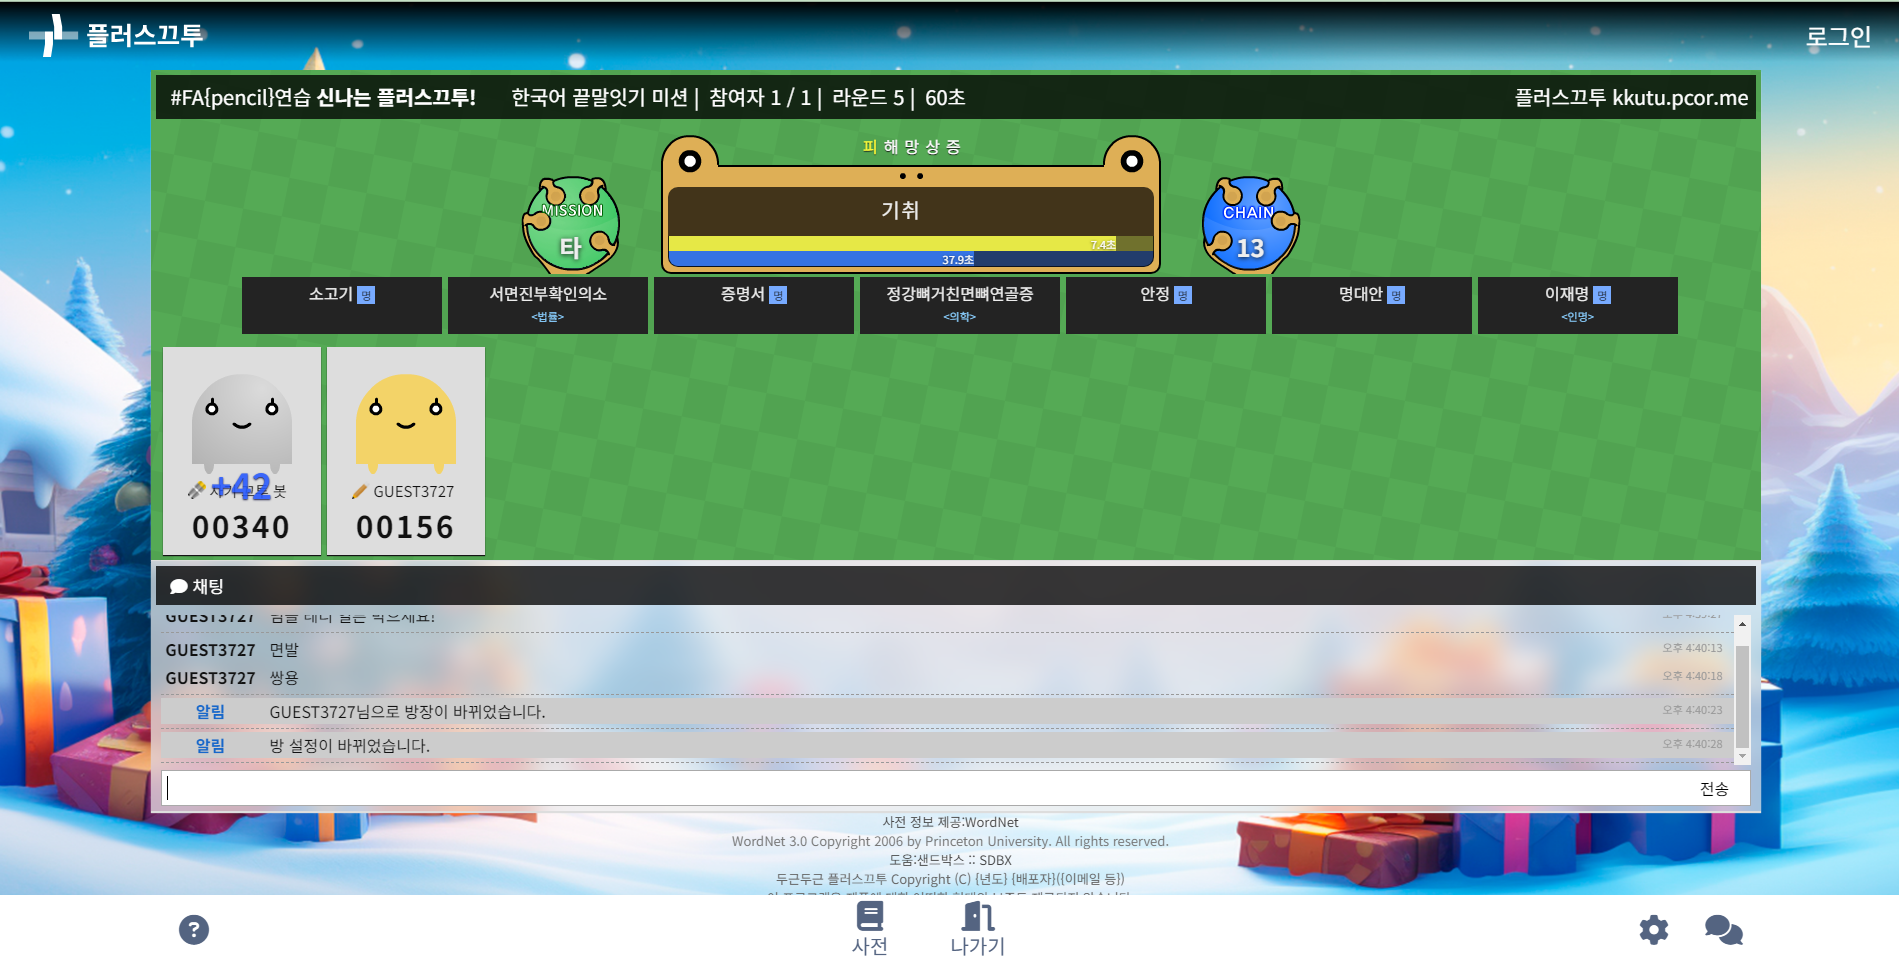 플러스끄투
로그인
#FA{pencil}연습 신나는 플러스끄투! 한국어 끝말잇기 미션 | 참여자 1 / 1 | 라운드 5 | 60초
플러스끄투 kkutu.pcor.me
피해망상증
MISSION
타
기취
7.4초
37.9초
CHAIN
13
소고기 명
서면진부확인의소
<법률>
증명서 명
정강뼈거친면뼈연골증
<의학>
안정 명
명대안 명
이재명 명
<인명>
+42
봇
00340
GUEST3727
00156
채팅
GUEST3727
GUEST3727 면발 오후 4:40:13
GUEST3727 쌍용 오후 4:40:18
알림 GUEST3727님으로 방장이 바뀌었습니다. 오후 4:40:23
알림 방 설정이 바뀌었습니다. 오후 4:40:28
전송
사전 정보 제공:WordNet
WordNet 3.0 Copyright 2006 by Princeton University. All rights reserved.
도움:샌드박스 :: SDBX
두근두근 플러스끄투 Copyright (C) {년도} {배포자}({이메일 등})
사전
나가기